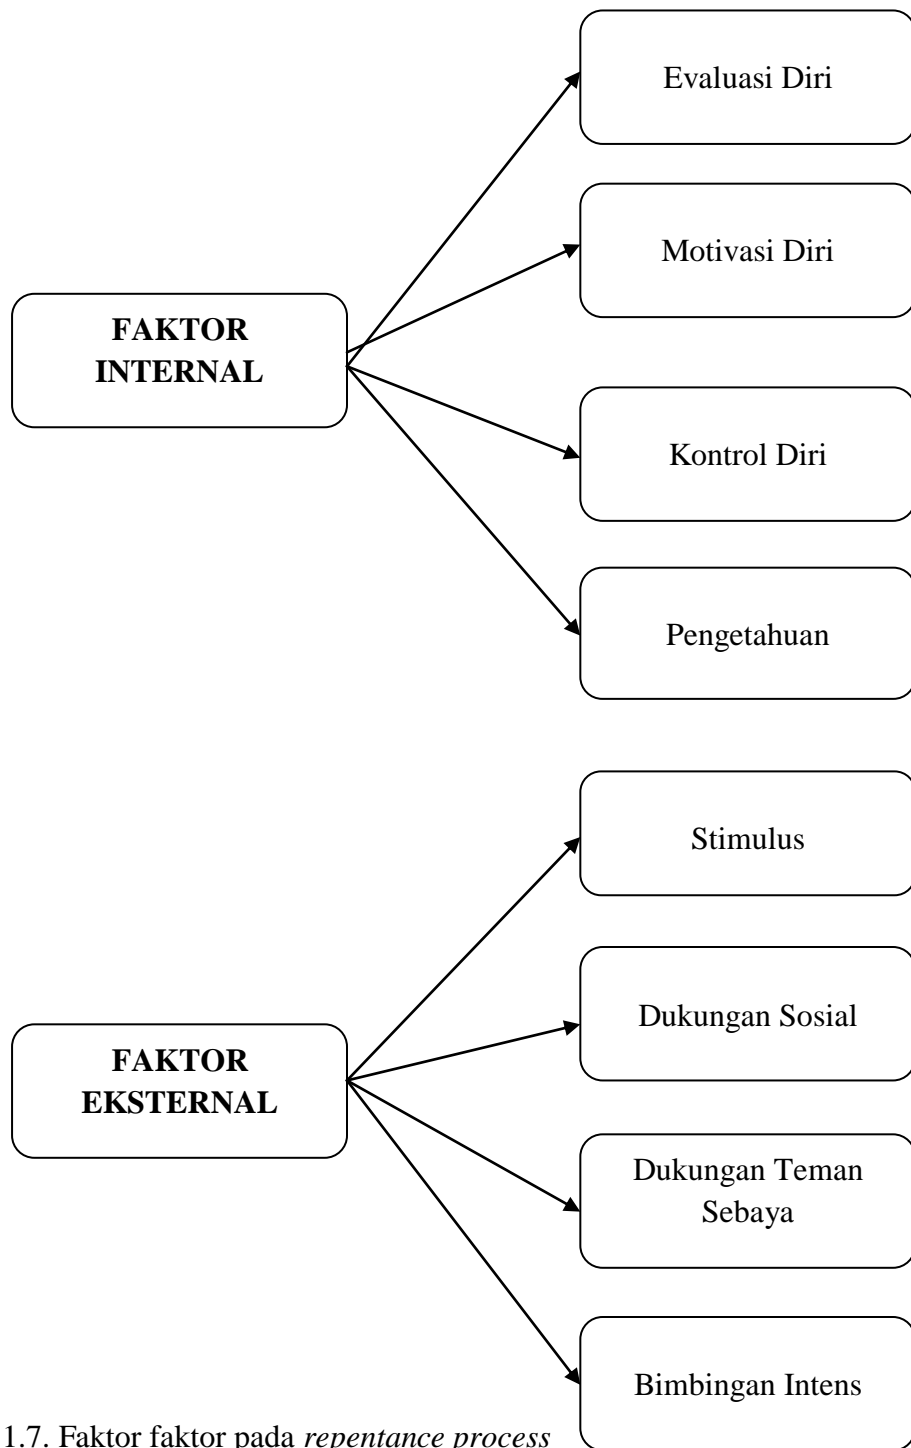 Evaluasi Diri
Motivasi Diri
FAKTOR
INTERNAL
Kontrol Diri
Pengetahuan
Stimulus
Dukungan Sosial
FAKTOR
EKSTERNAL
Dukungan Teman
Sebaya
Bimbingan Intens
1.7. Faktor faktor pada repentance process